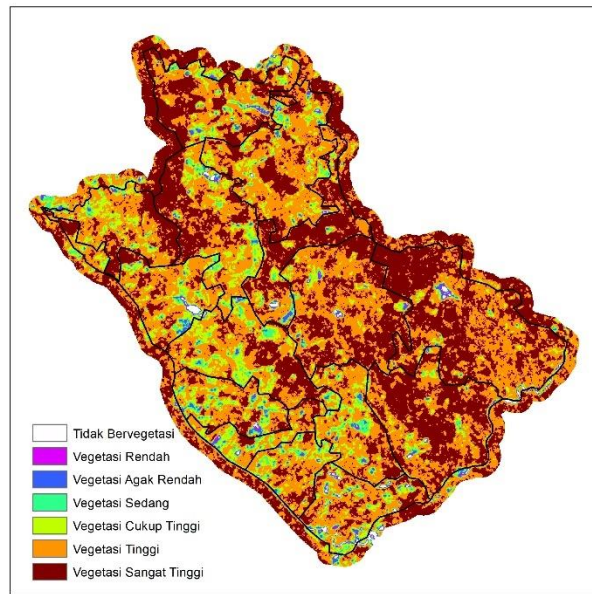 Tidak Bervegetasi
Vegetasi Rendah
Vegetasi Agak Rendah
Vegetasi Sedang
Vegetasi Cukup Tinggi
Vegetasi Tinggi
Vegetasi Sangat Tinggi